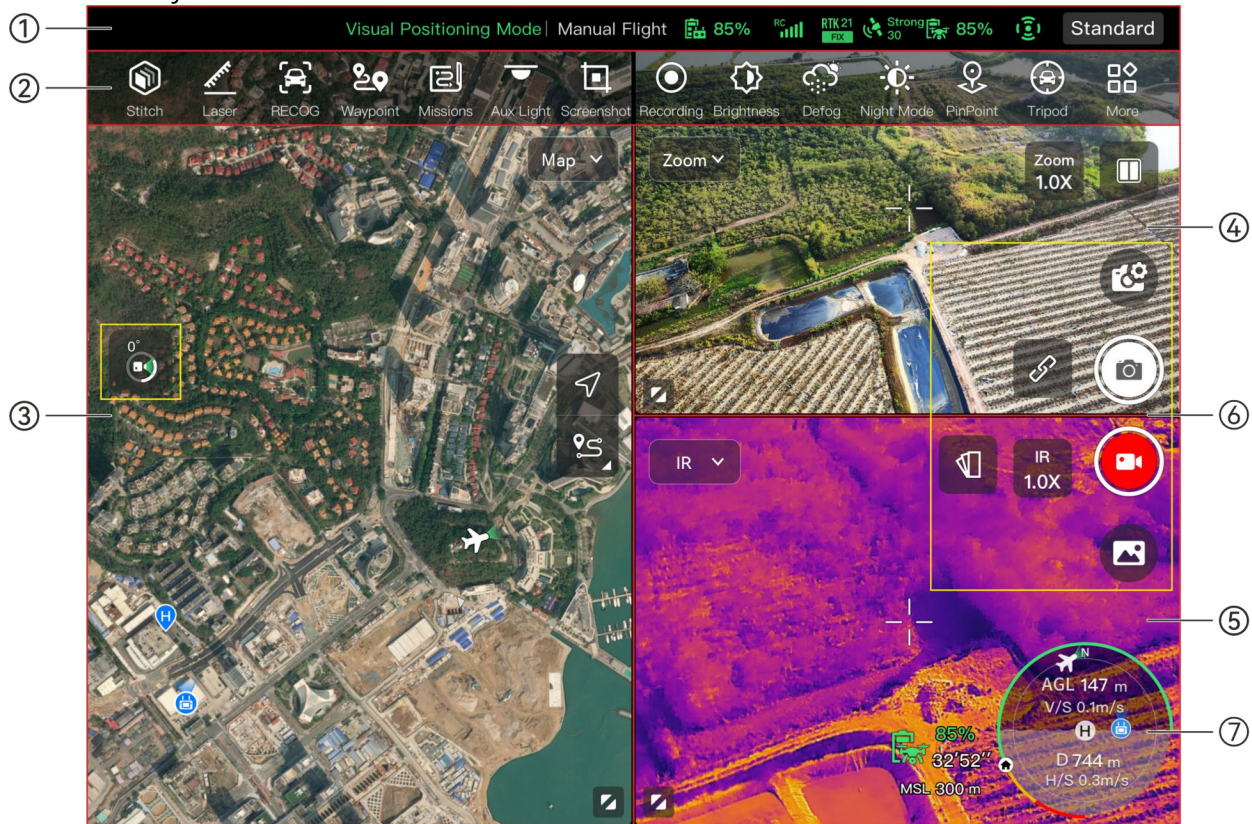 ① Visual Positioning Mode | Manual Flight 85% RC RTK 21 FIX Strong 30 85% Standard
② Stitch Laser RECOG Waypoint Missions Aux Light Screenshot Recording Brightness Defog Night Mode PinPoint Tripod More
Map
Zoom
Zoom
1.0X
④
0°
③
⑥
IR
IR
1.0X
⑤
H
N
AGL 147 m
V/S 0.1m/s
H
⑦
85%
32'52"
D 744 m
H/S 0.3m/s
MSL 300 m